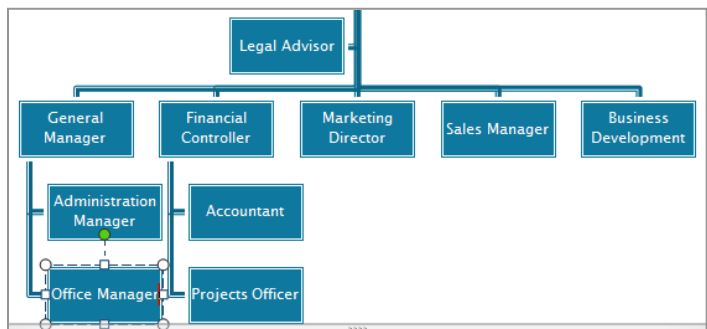 Legal Advisor
General
Manager
Financial
Controller
Marketing
Director
Sales Manager
Business
Development
Administration
Manager
Accountant
Office Manager
Projects Officer